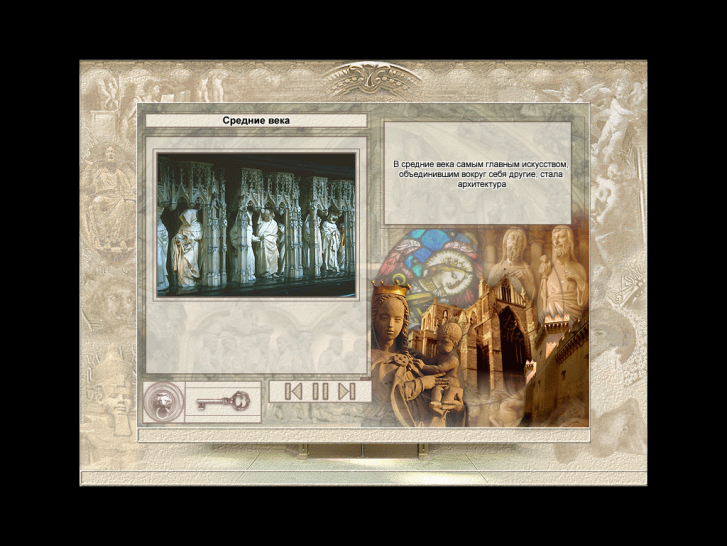 Средние века
В средние века самым главным искусством,
объединившим вокруг себя другие, стала
архитектура